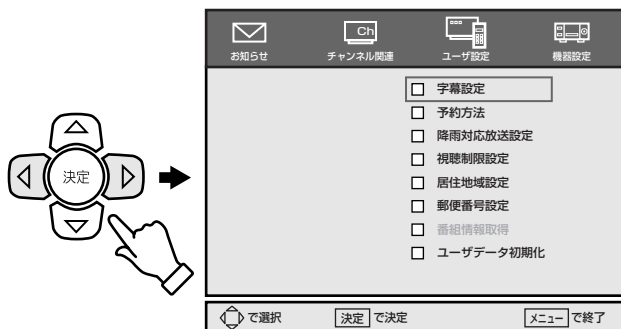 Ch
お知らせ チャンネル関連 ユーザ設定 機器設定
字幕設定
予約方法
降雨対応放送設定
視聴制限設定
居住地域設定
郵便番号設定
番組情報取得
ユーザデータ初期化
決定
で選択 決定 で決定 メニュー で終了